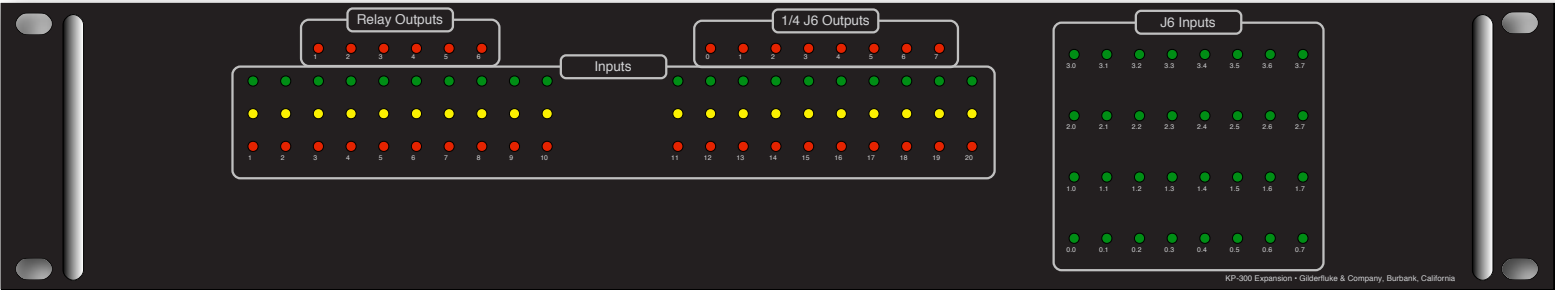 Relay Outputs
1 2 3 4 5 6
1/4 J6 Outputs
0 1 2 3 4 5 6 7
Inputs
1 2 3 4 5 6 7 8 9 10 11 12 13 14 15 16 17 18 19 20
J6 Inputs
3.0 3.1 3.2 3.3 3.4 3.5 3.6 3.7
2.0 2.1 2.2 2.3 2.4 2.5 2.6 2.7
1.0 1.1 1.2 1.3 1.4 1.5 1.6 1.7
0.0 0.1 0.2 0.3 0.4 0.5 0.6 0.7
KP-300 Expansion • Gilderfluke & Company, Burbank, California